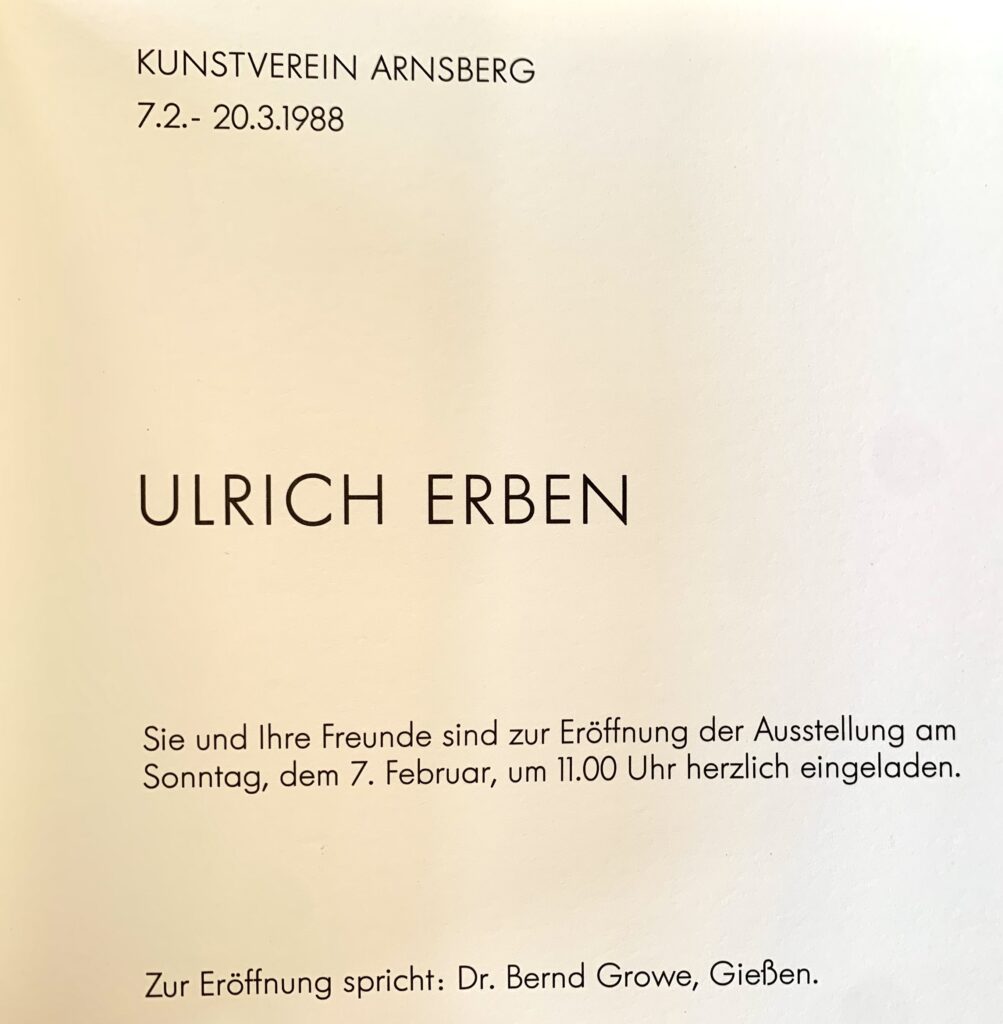 KUNSTVEREIN ARNSBERG
7.2.- 20.3.1988
ULRICH ERBEN
Sie und Ihre Freunde sind zur Eröffnung der Ausstellung am
Sonntag, dem 7. Februar, um 11.00 Uhr herzlich eingeladen.
Zur Eröffnung spricht: Dr. Bernd Growe, Gießen.